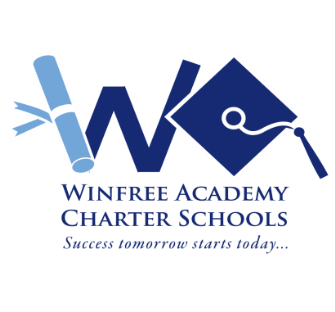 W
WINFREE ACADEMY
CHARTER SCHOOLS
Success tomorrow starts today...